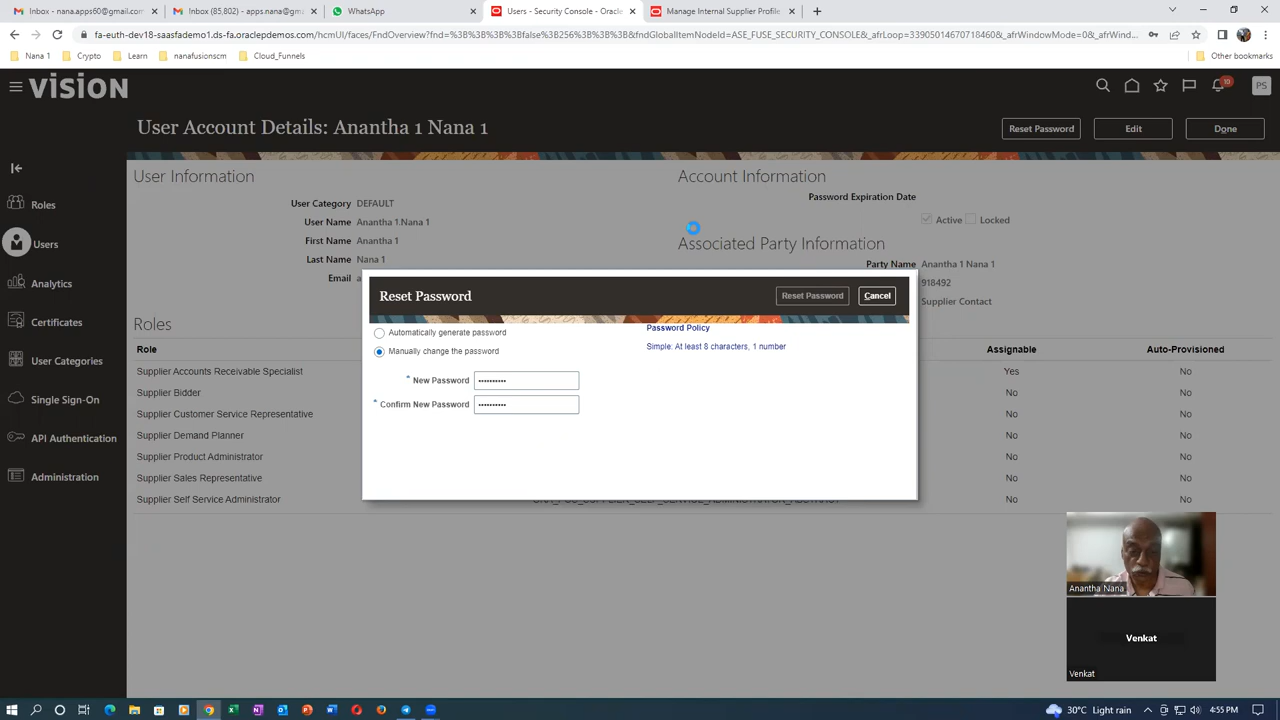 Inbox (42) - nanaapps60@gmail.com
Inbox (85,802) - apps.nana@gm
WhatsApp
Users - Security Console - Oracle
Manage Internal Supplier Profile
fa-euth-dev18-saasfademo1.ds-fa.oraclepdemos.com/hcmUI/faces/FndOverview?fnd=%3B%3B%3B%3Bfalse%3B256%3B%3B%3B&fndGlobalItemNodeId=ASE_FUSE_SECURITY_CONSOLE&_afrLoop=33905014670718460&_afrWindowMode=0&_afrWin...
Nana 1
Crypto
Learn
nanafusionscm
Cloud_Funnels
Other bookmarks
VISION
10
PS
User Account Details: Anantha 1 Nana 1
Reset Password
Edit
Done
Roles
Users
Analytics
Certificates
User Categories
Single Sign-On
API Authentication
Administration
User Information
User Category DEFAULT
User Name Anantha 1.Nana 1
First Name Anantha 1
Last Name Nana 1
Email a
Account Information
Password Expiration Date
Active Locked
Associated Party Information
Party Name Anantha 1 Nana 1
918492
Supplier Contact
Reset Password
Reset Password
Cancel
Automatically generate password
Manually change the password
* New Password ••••••••••
* Confirm New Password ••••••••••
Password Policy
Simple: At least 8 characters, 1 number
Roles
Role Assignable Auto-Provisioned
Supplier Accounts Receivable Specialist Yes No
Supplier Bidder No No
Supplier Customer Service Representative No No
Supplier Demand Planner No No
Supplier Product Administrator No No
Supplier Sales Representative No No
Supplier Self Service Administrator No No
Anantha Nana
Venkat
Venkat
30°C Light rain
4:55 PM